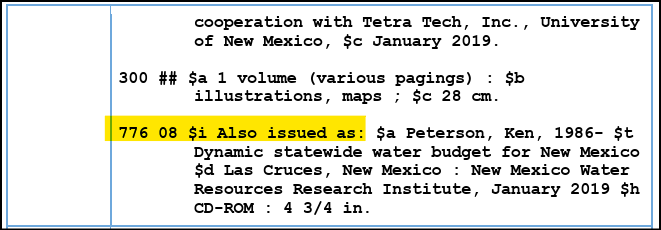 cooperation with Tetra Tech, Inc., University
of New Mexico, $c January 2019.
300 ## $a 1 volume (various pagings) : $b
illustrations, maps ; $c 28 cm.
776 08 $i Also issued as: $a Peterson, Ken, 1986- $t
Dynamic statewide water budget for New Mexico
$d Las Cruces, New Mexico : New Mexico Water
Resources Research Institute, January 2019 $h
CD-ROM : 4 3/4 in.